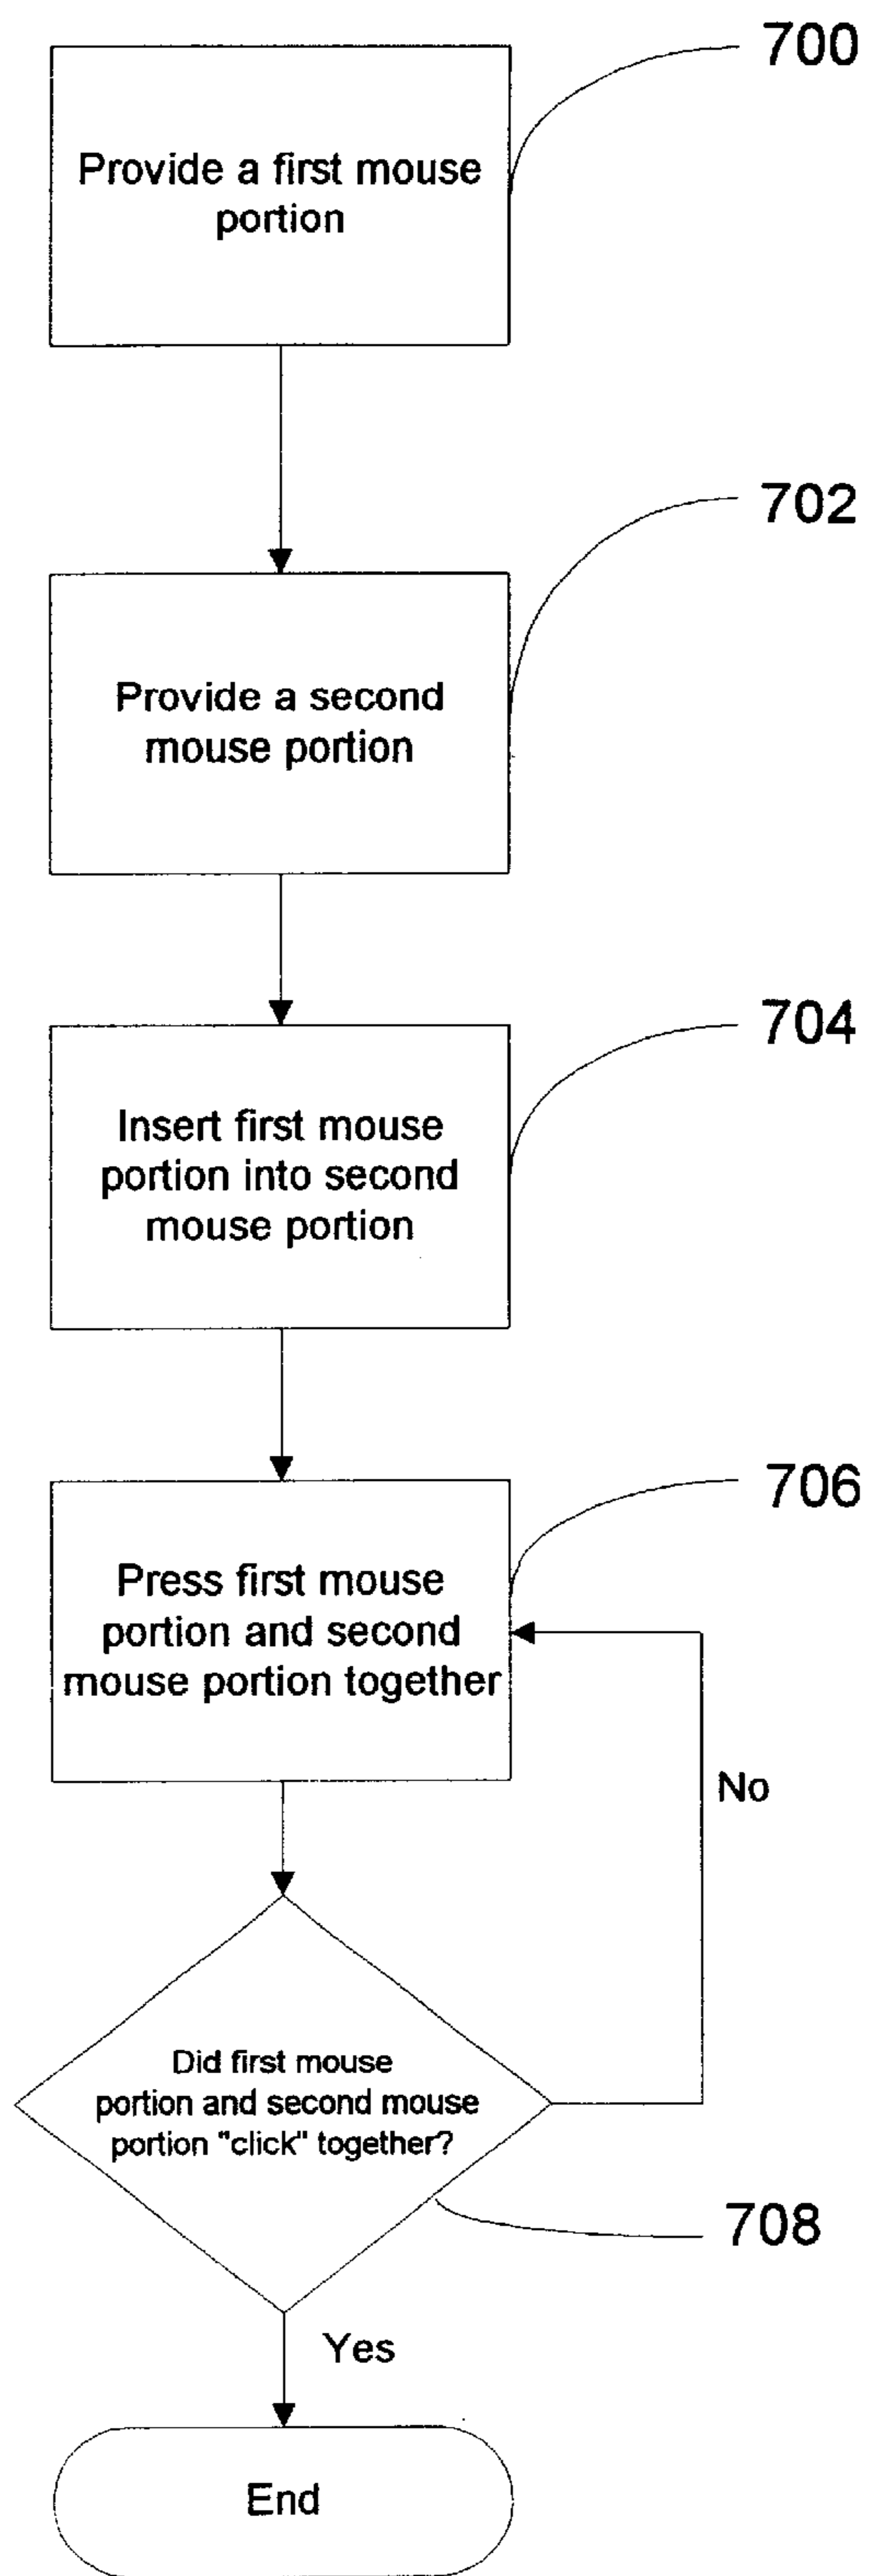 700
Provide a first mouse
portion
702
Provide a second
mouse portion
704
Insert first mouse
portion into second
mouse portion
706
Press first mouse
portion and second
mouse portion together
No
Did first mouse
portion and second mouse
portion "click" together?
708
Yes
End